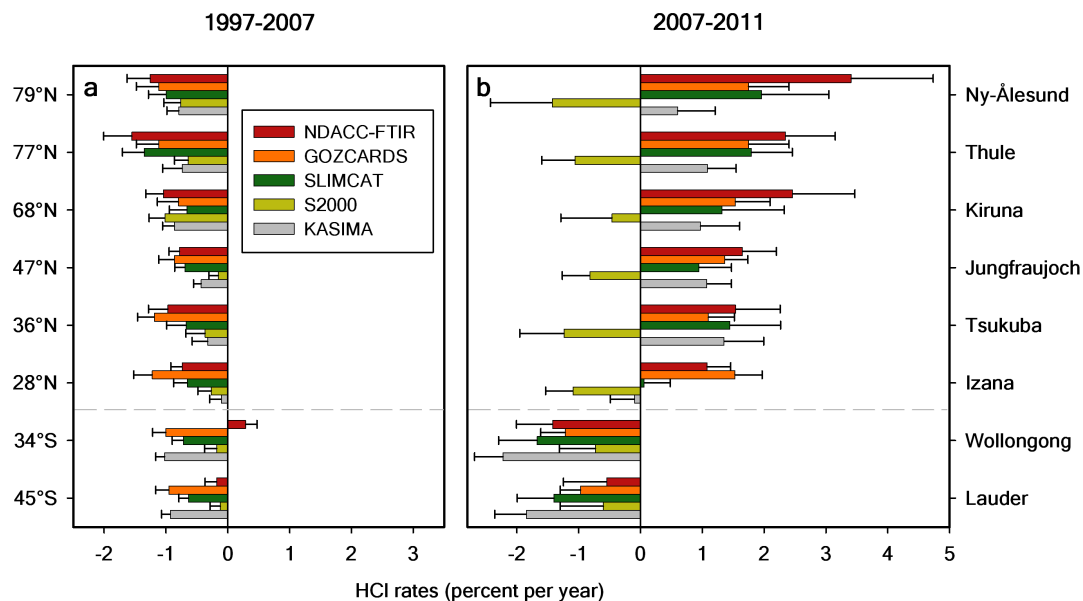 1997-2007
2007-2011
a
b
NDACC-FTIR
GOZCARDS
SLIMCAT
S2000
KASIMA
79°N
77°N
68°N
47°N
36°N
28°N
34°S
45°S
Ny-Ålesund
Thule
Kiruna
Jungfraujoch
Tsukuba
Izana
Wollongong
Lauder
-2 -1 0 1 2 3
-2 -1 0 1 2 3 4 5
HCl rates (percent per year)